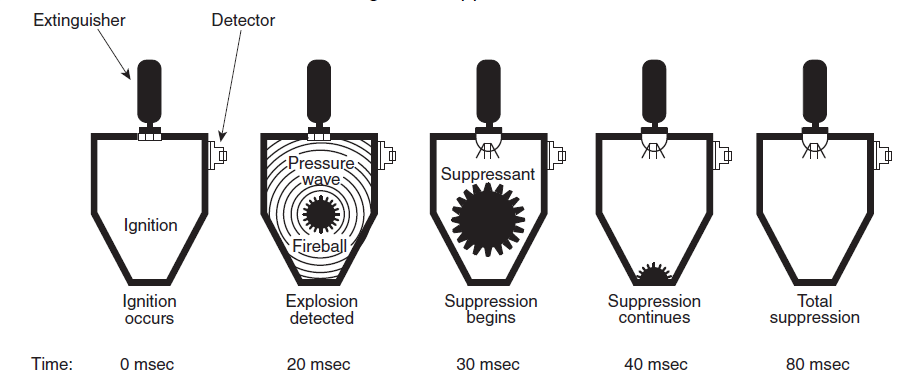 Extinguisher
Detector
Ignition
Pressure
wave
Fireball
Suppressant
Ignition
occurs
Explosion
detected
Suppression
begins
Suppression
continues
Total
suppression
Time:
0 msec
20 msec
30 msec
40 msec
80 msec